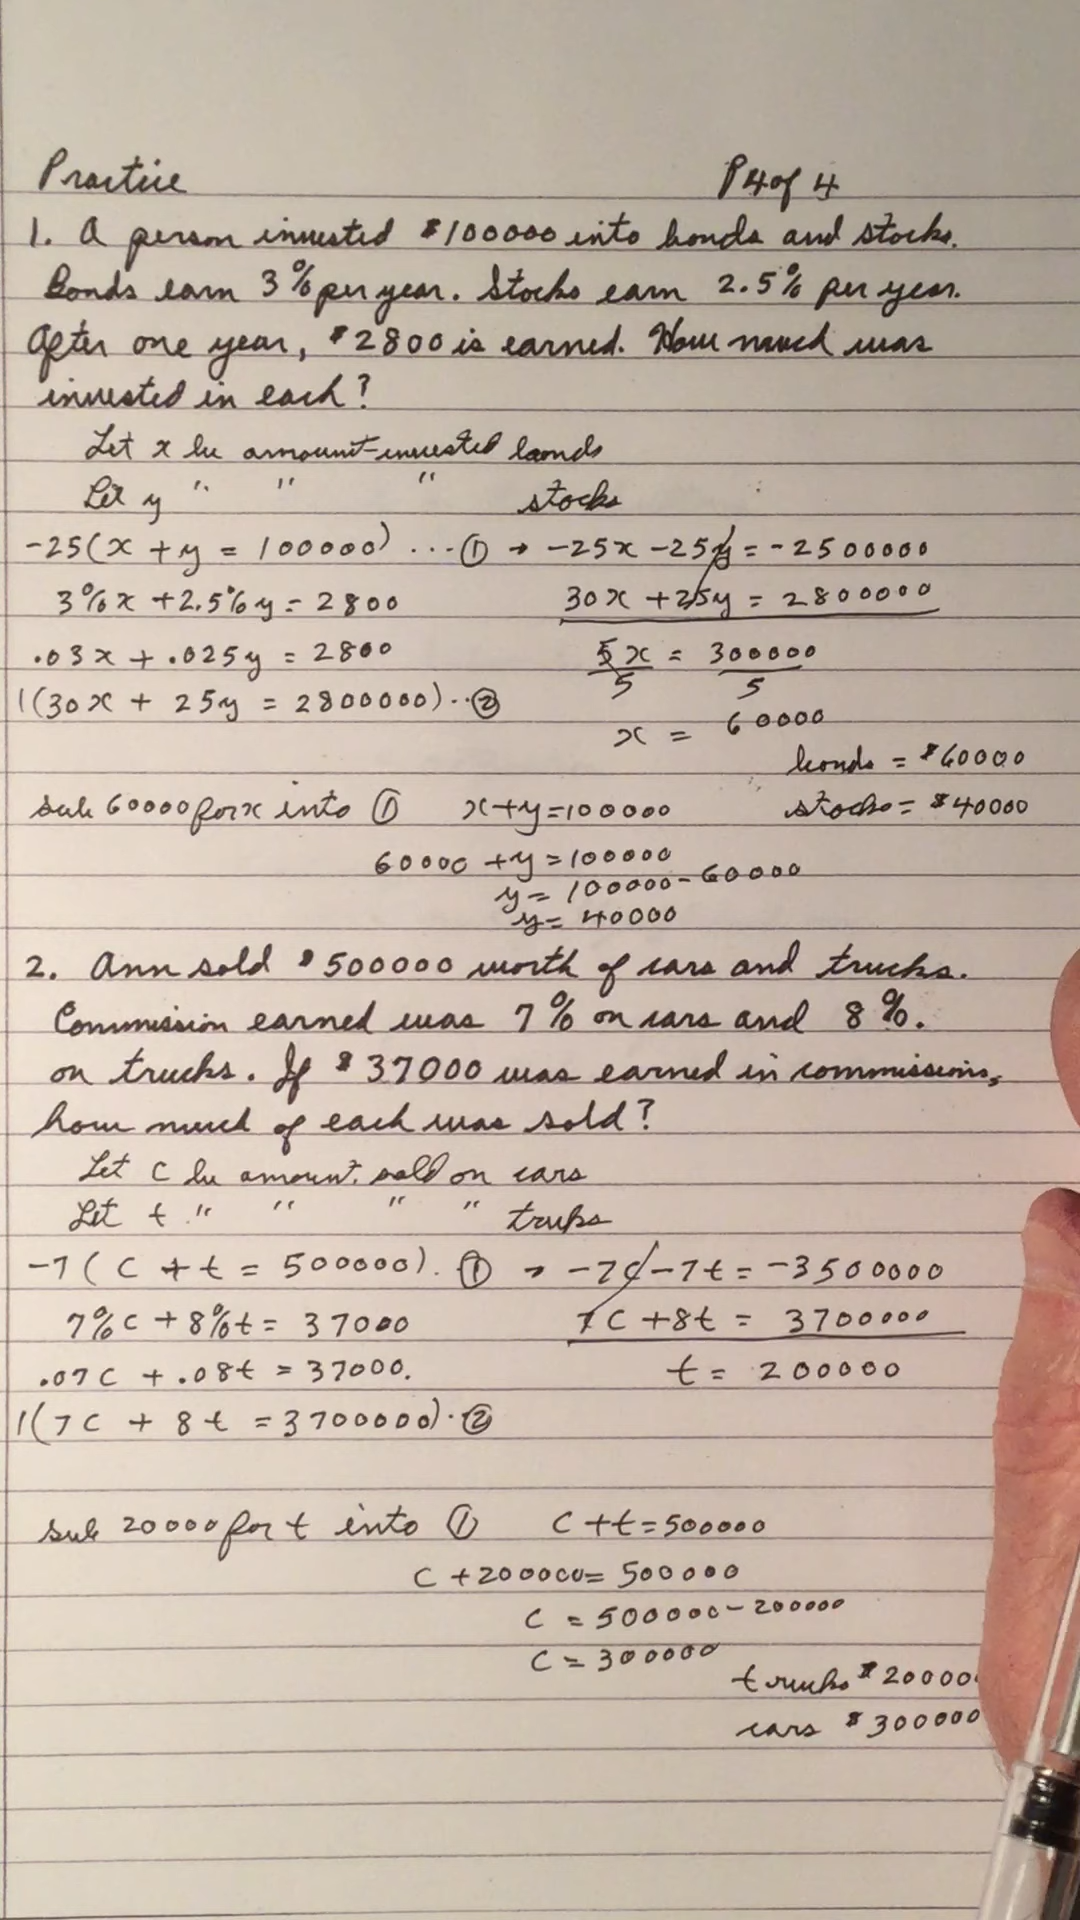 Practice P4 of 4
1. A person invested $100000 into bonds and stocks.
Bonds earn 3% per year. Stocks earn 2.5% per year.
After one year, $2800 is earned. How much was
invested in each?
Let x be amount invested bonds
Let y " " " stocks
-25(x + y = 100000) ... ① → -25x - 25y = -2500000
3%x + 2.5%y = 2800 30x + 25y = 2800000
.03x + .025y = 2800 5x = 300000
5 5
1(30x + 25y = 2800000) .. ②
x = 60000
bonds = $60000
sub 60000 for x into ① x+y=100000 stocks = $40000
60000 + y = 100000
y = 100000 - 60000
y = 40000
2. Ann sold $500000 worth of cars and trucks.
Commission earned was 7% on cars and 8%.
on trucks. If $37000 was earned in commissions,
how much of each was sold?
Let C be amount sold on cars
Let t " " " " truks
-7(C + t = 500000). ① → -7C - 7t = -3500000
7%C + 8%t = 37000 7C + 8t = 3700000
.07C + .08t = 37000. t = 200000
1(7C + 8t = 3700000) . ②
sub 20000 for t into ① C + t = 500000
C + 200000 = 500000
C = 500000 - 200000
C = 300000
trucks $20000
cars $300000